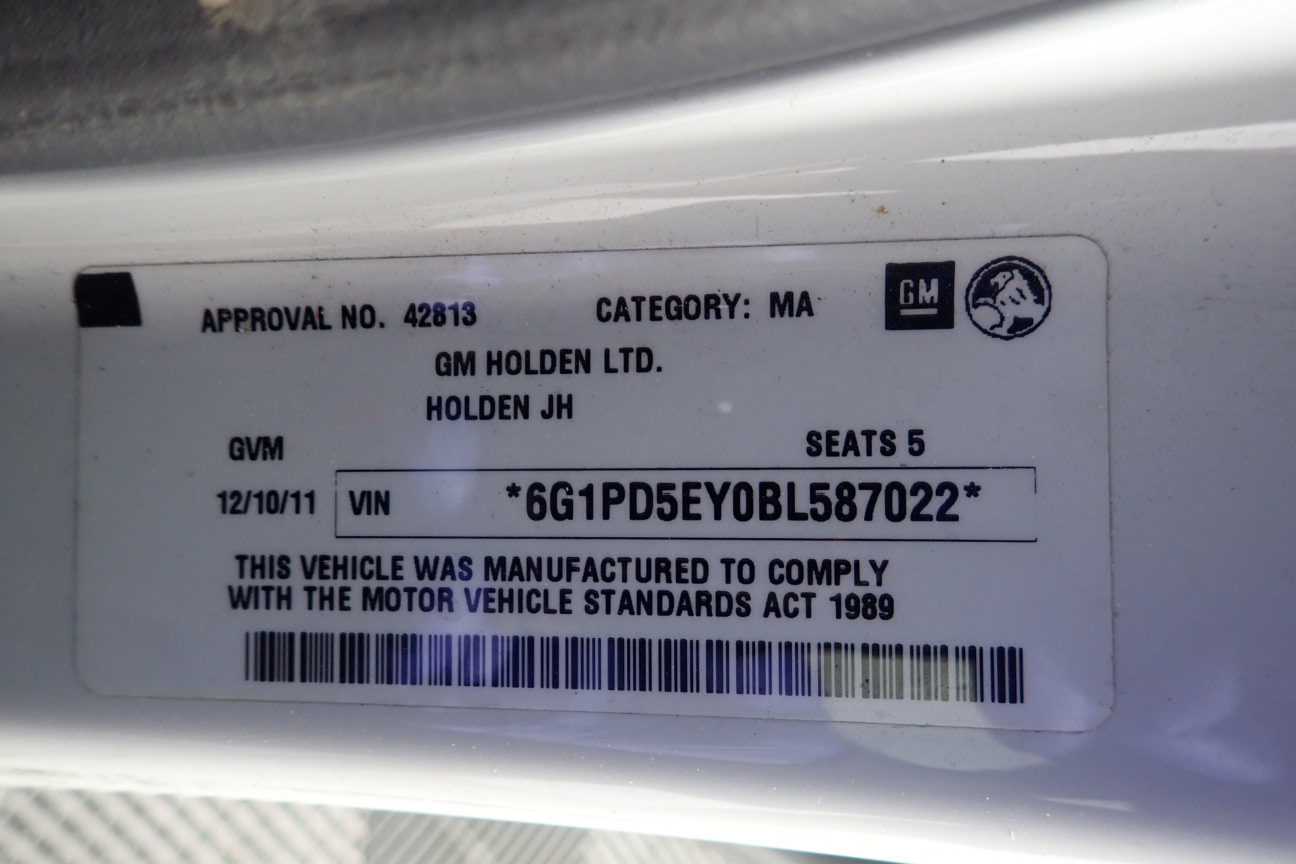 APPROVAL NO. 42813 CATEGORY: MA GM
GM HOLDEN LTD.
HOLDEN JH
GVM SEATS 5
12/10/11 VIN *6G1PD5EY0BL587022*
THIS VEHICLE WAS MANUFACTURED TO COMPLY
WITH THE MOTOR VEHICLE STANDARDS ACT 1989